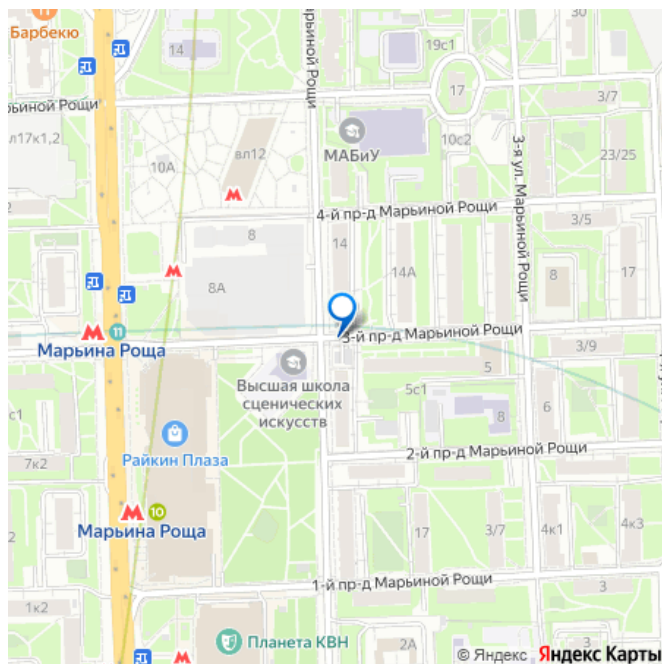 11
Барбекю
14
19с1
30
Марьиной Рощи
ьиной Рощи
17
3/7
л17к1,2
вл12
МАБиУ
10с2
10А
23/25
3-я ул. Марьиной Рощи
2
4-й пр-д Марьиной Рощи
3/5
8
14
17
8А
14А
8
11
Марьина Роща
3-й пр-д Марьиной Рощи
3/9
Высшая школа
сценических
искусств
5
5с1
с1
8
6
Райкин Плаза
7к2
2-й пр-д Марьиной Рощи
10
Марьина Роща
17
3/7
4к1
4к3
2
1-й пр-д Марьиной Рощи
3
1к2
Планета КВН
2А
© Яндекс Яндекс Карты